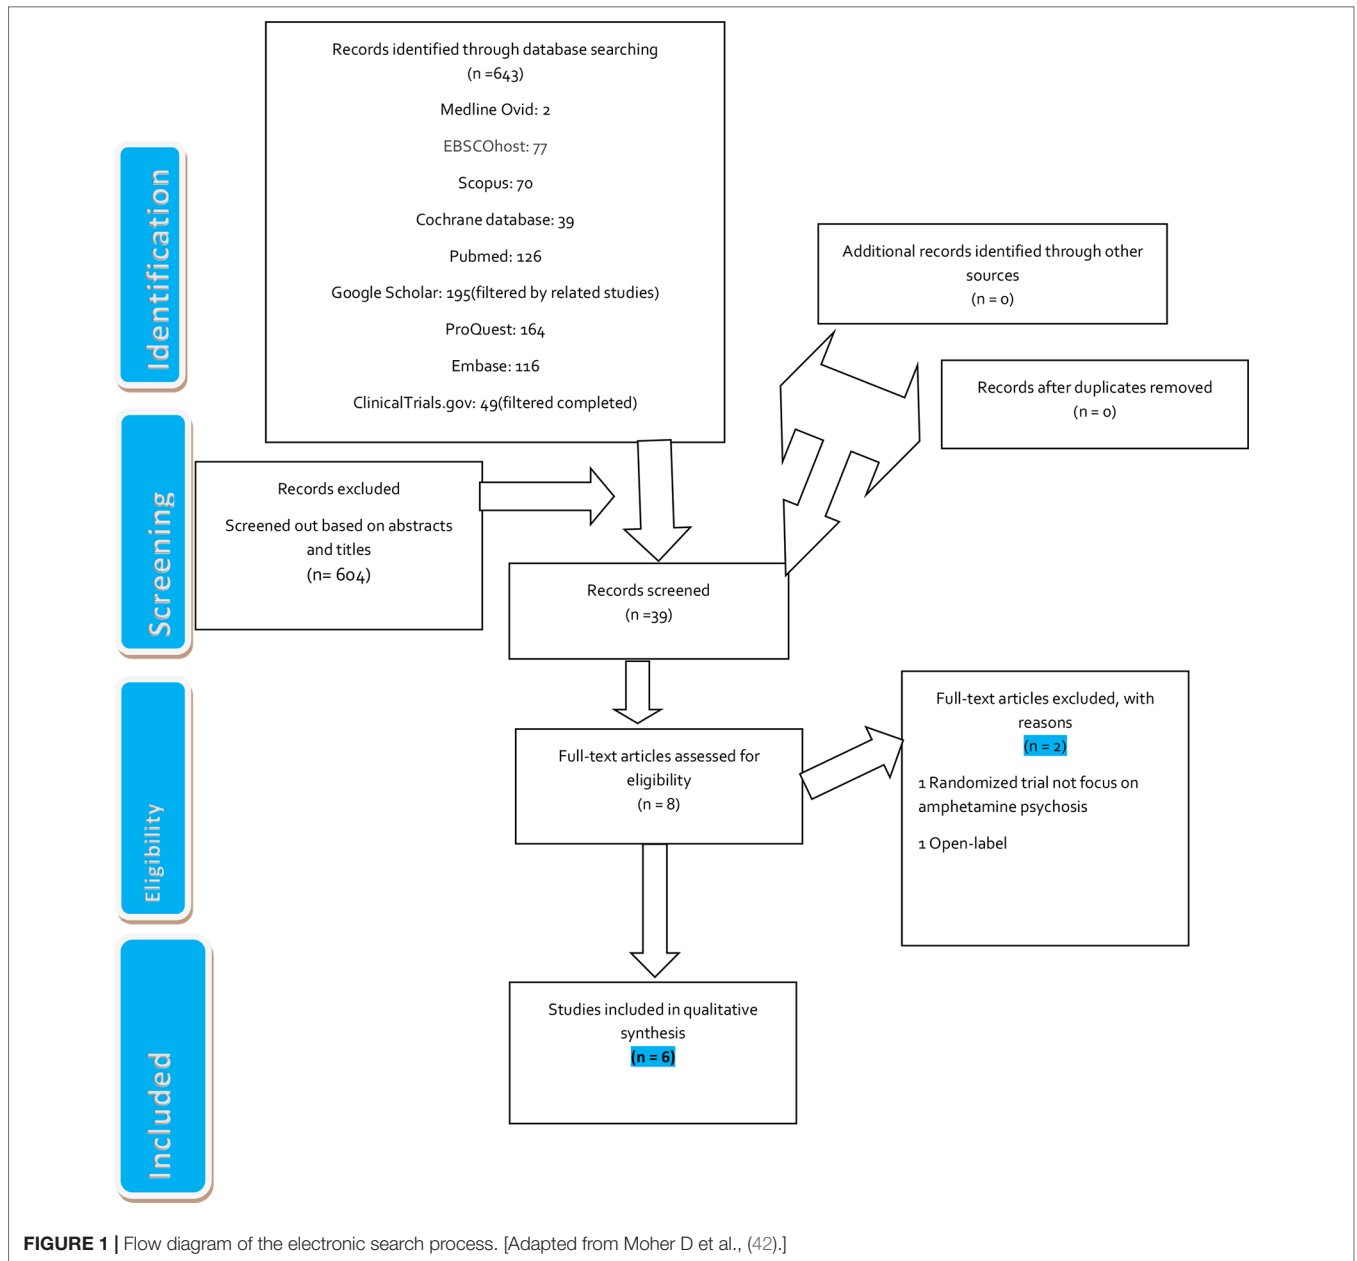 Records identified through database searching
(n =643)
Medline Ovid: 2
EBSCOhost: 77
Scopus: 70
Cochrane database: 39
Pubmed: 126
Google Scholar: 195(filtered by related studies)
ProQuest: 164
Embase: 116
ClinicalTrials.gov: 49(filtered completed)
Identification
Additional records identified through other
sources
(n = 0)
Records after duplicates removed
(n = 0)
Screening
Records excluded
Screened out based on abstracts
and titles
(n= 604)
Records screened
(n =39)
Eligibility
Full-text articles assessed for
eligibility
(n = 8)
Full-text articles excluded, with
reasons
(n = 2)
1 Randomized trial not focus on
amphetamine psychosis
1 Open-label
Included
Studies included in qualitative
synthesis
(n = 6)
FIGURE 1 | Flow diagram of the electronic search process. [Adapted from Moher D et al., (42).]